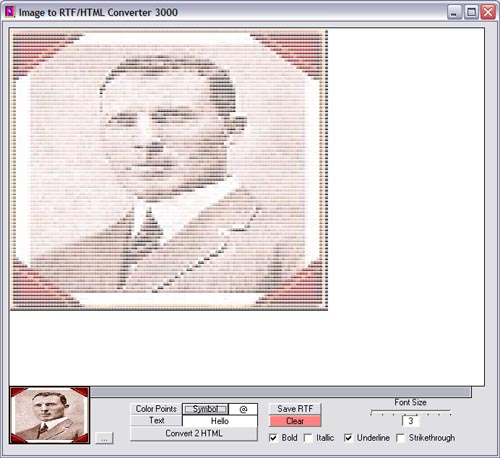 Image to RTF/HTML Converter 3000
Color Points Symbol @ Save RTF
Text Hello Clear
Convert 2 HTML
...
Font Size
3
Bold Itallic Underline Strikethrough